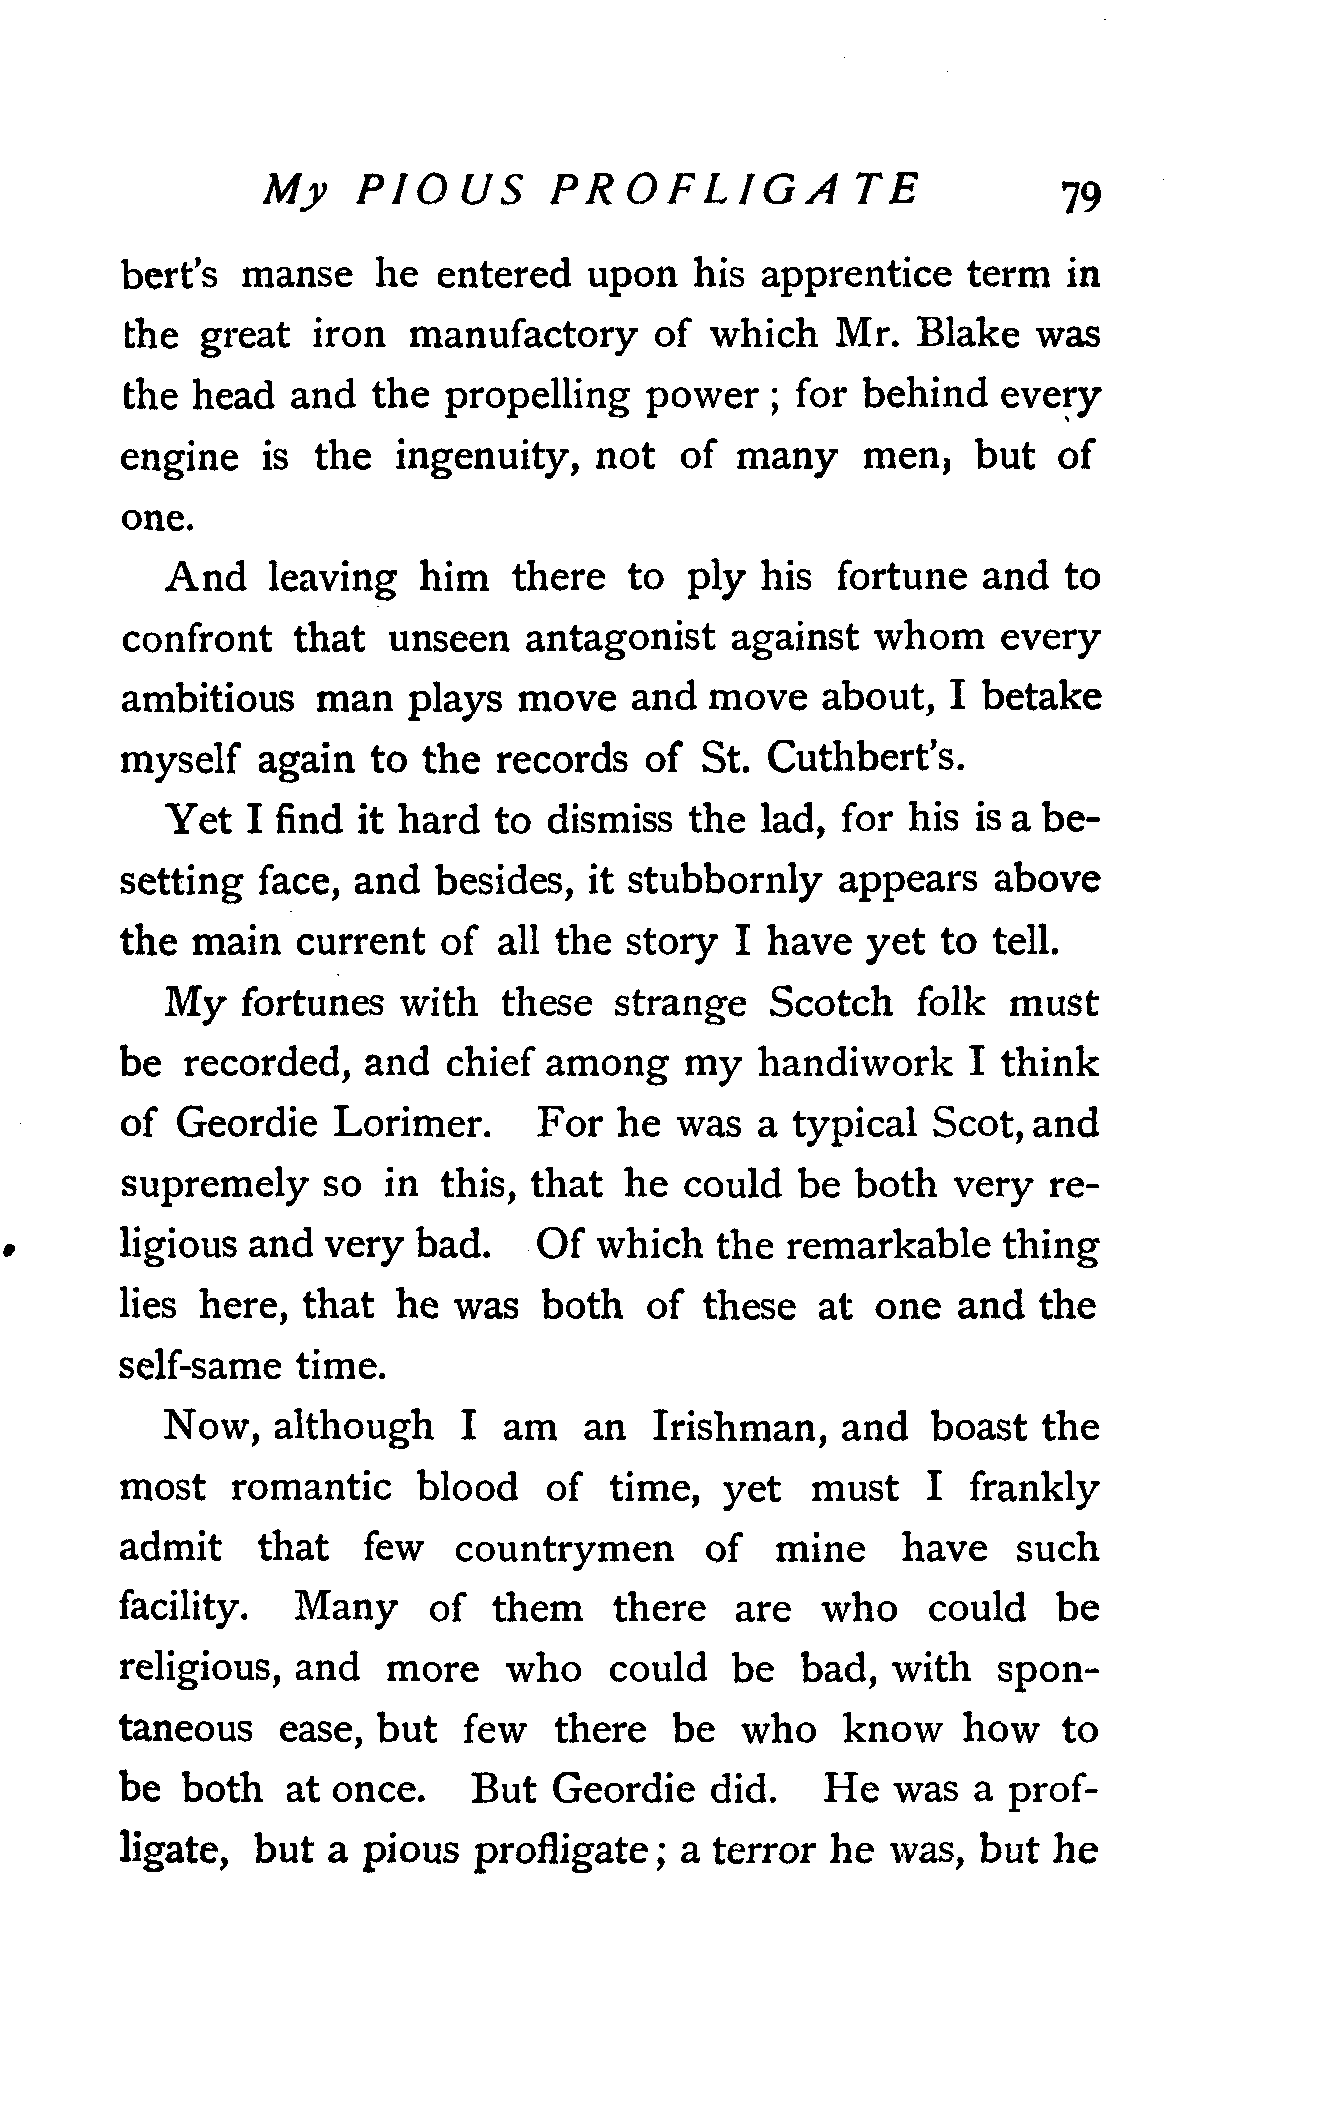 My PIOUS PROFLIGATE 79
bert's manse he entered upon his apprentice term in
the great iron manufactory of which Mr. Blake was
the head and the propelling power ; for behind every
engine is the ingenuity, not of many men, but of
one.
And leaving him there to ply his fortune and to
confront that unseen antagonist against whom every
ambitious man plays move and move about, I betake
myself again to the records of St. Cuthbert's.
Yet I find it hard to dismiss the lad, for his is a be-
setting face, and besides, it stubbornly appears above
the main current of all the story I have yet to tell.
My fortunes with these strange Scotch folk must
be recorded, and chief among my handiwork I think
of Geordie Lorimer. For he was a typical Scot, and
supremely so in this, that he could be both very re-
ligious and very bad. Of which the remarkable thing
lies here, that he was both of these at one and the
self-same time.
Now, although I am an Irishman, and boast the
most romantic blood of time, yet must I frankly
admit that few countrymen of mine have such
facility. Many of them there are who could be
religious, and more who could be bad, with spon-
taneous ease, but few there be who know how to
be both at once. But Geordie did. He was a prof-
ligate, but a pious profligate ; a terror he was, but he